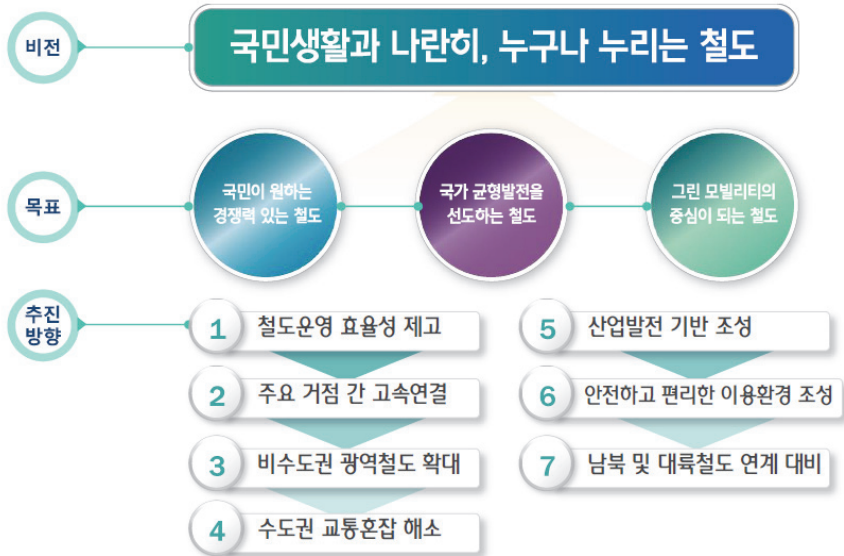 비전
국민생활과 나란히, 누구나 누리는 철도
목표
국민이 원하는
경쟁력 있는 철도
국가 균형발전을
선도하는 철도
그린 모빌리티의
중심이 되는 철도
추진
방향
1 철도운영 효율성 제고
2 주요 거점 간 고속연결
3 비수도권 광역철도 확대
4 수도권 교통혼잡 해소
5 산업발전 기반 조성
6 안전하고 편리한 이용환경 조성
7 남북 및 대륙철도 연계 대비